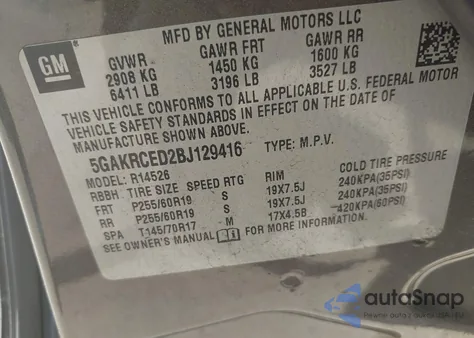 MFD BY GENERAL MOTORS LLC
GM
GVWR GAWR FRT GAWR RR
2908 KG 1450 KG 1600 KG
6411 LB 3196 LB 3527 LB
THIS VEHICLE CONFORMS TO ALL APPLICABLE U.S. FEDERAL MOTOR
VEHICLE SAFETY STANDARDS IN EFFECT ON THE DATE OF
MANUFACTURE SHOWN ABOVE.
5GAKRCED2BJ129416 TYPE: M.P.V.
MODEL: R14526
RBBH TIRE SIZE SPEED RTG RIM COLD TIRE PRESSURE
FRT P255/60R19 S 19X7.5J 240KPA(35PSI)
RR P255/60R19 S 19X7.5J 240KPA(35PSI)
SPA T145/70R17 M 17X4.5B 420KPA(60PSI)
SEE OWNER'S MANUAL FOR MORE INFORMATION.
autoSnap
Pewne auto z aukcji